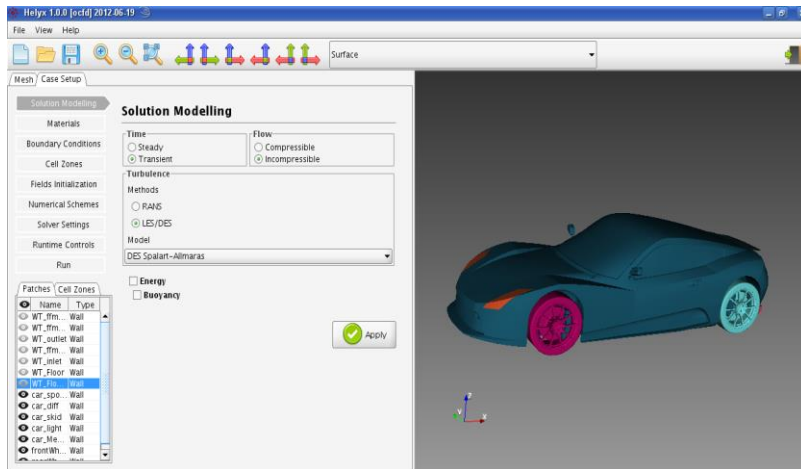 Helyx 1.0.0 [ocfd] 2012-06-19
File View Help
Surface
Mesh Case Setup
Solution Modelling
Materials
Boundary Conditions
Cell Zones
Fields Initialization
Numerical Schemes
Solver Settings
Runtime Controls
Run
Solution Modelling
Time
Steady
Transient
Flow
Compressible
Incompressible
Turbulence
Methods
RANS
LES/DES
Model
DES Spalart-Allmaras
Energy
Buoyancy
Apply
Patches Cell Zones
Name Type
WT_ffm... Wall
WT_ffm... Wall
WT_outlet Wall
WT_ffm... Wall
WT_inlet Wall
WT_Floor Wall
WT_Flo... Wall
car_spo... Wall
car_diff Wall
car_skid Wall
car_light Wall
car_Me... Wall
frontWh... Wall
Z
Y
X